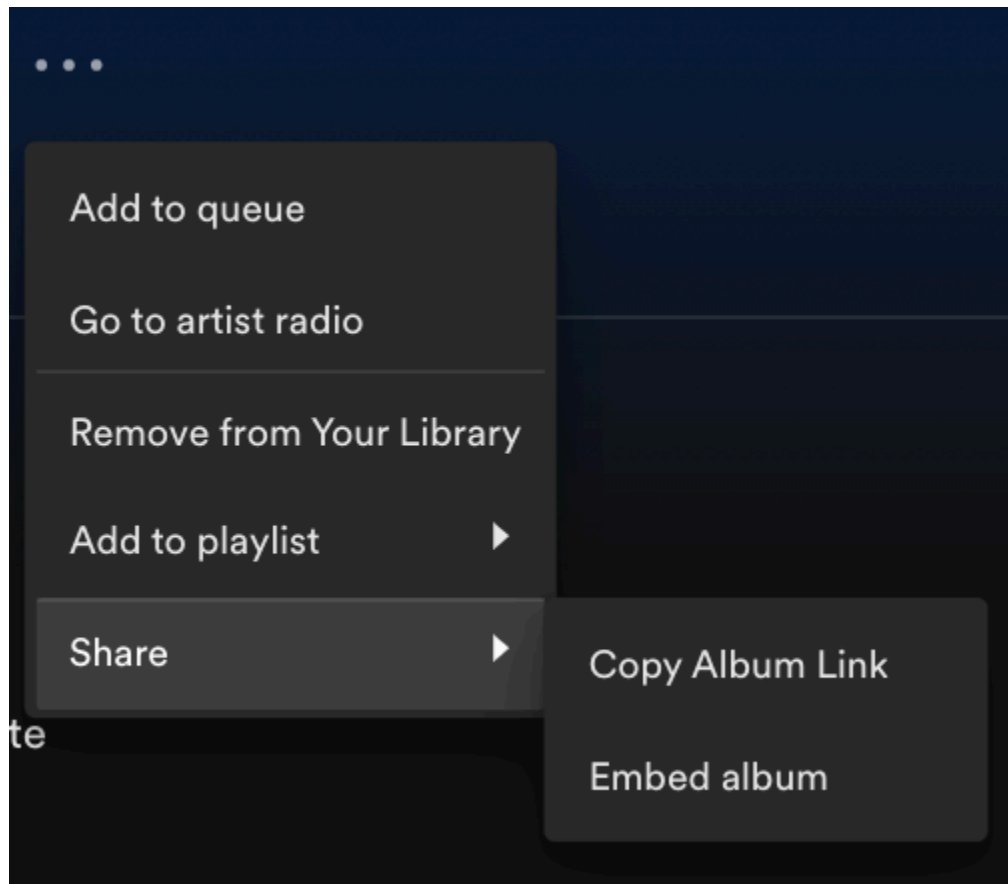 Add to queue
Go to artist radio
Remove from Your Library
Add to playlist
Share
Copy Album Link
Embed album
te